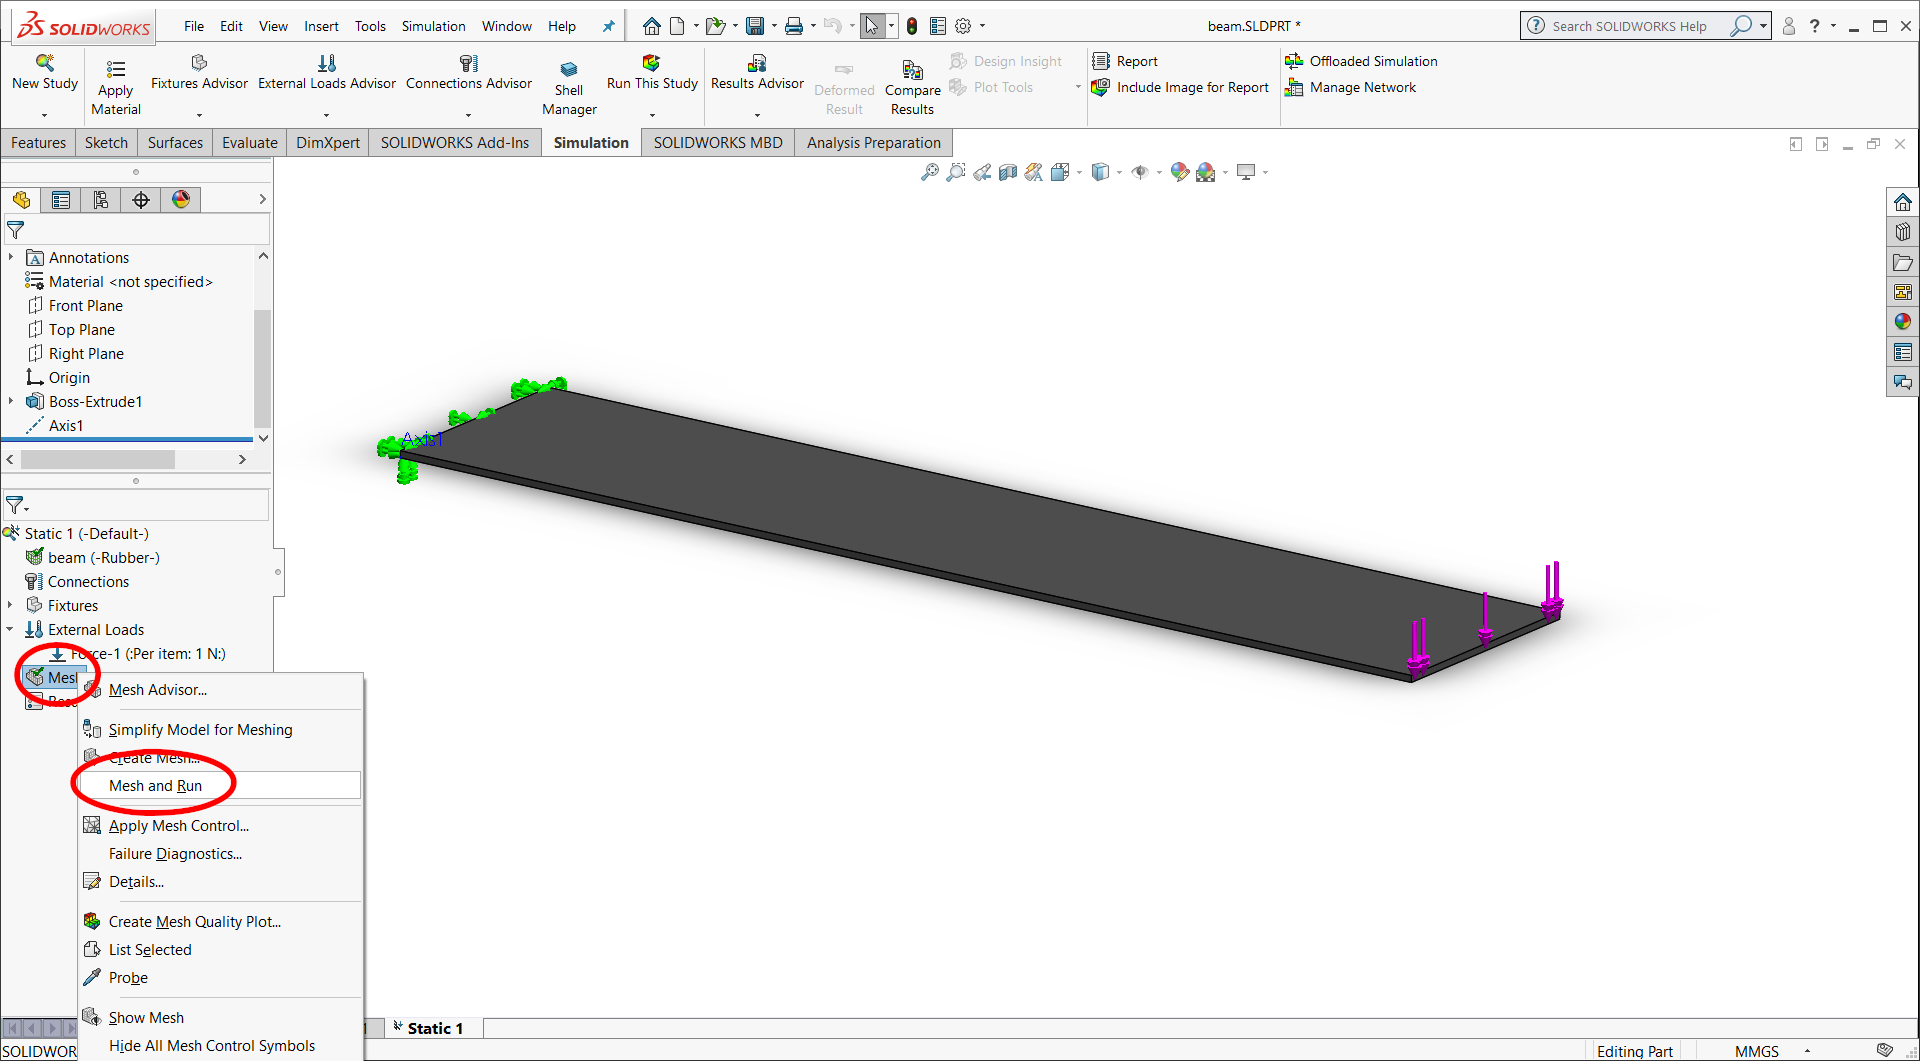 SOLIDWORKS File Edit View Insert Tools Simulation Window Help beam.SLDPRT * Search SOLIDWORKS Help ?
New Study Apply Material Fixtures Advisor External Loads Advisor Connections Advisor Shell Manager Run This Study Results Advisor Deformed Result Compare Results Design Insight Report Offloaded Simulation
Plot Tools Include Image for Report Manage Network
Features Sketch Surfaces Evaluate DimXpert SOLIDWORKS Add-Ins Simulation SOLIDWORKS MBD Analysis Preparation
Annotations
Material <not specified>
Front Plane
Top Plane
Right Plane
Origin
Boss-Extrude1
Axis1
Axis1
Static 1 (-Default-)
beam (-Rubber-)
Connections
Fixtures
External Loads
Force-1 (:Per item: 1 N:)
Mesh
Mesh Advisor...
Simplify Model for Meshing
Create Mesh...
Mesh and Run
Apply Mesh Control...
Failure Diagnostics...
Details...
Create Mesh Quality Plot...
List Selected
Probe
Show Mesh
Hide All Mesh Control Symbols
Static 1
SOLIDWOR Editing Part MMGS